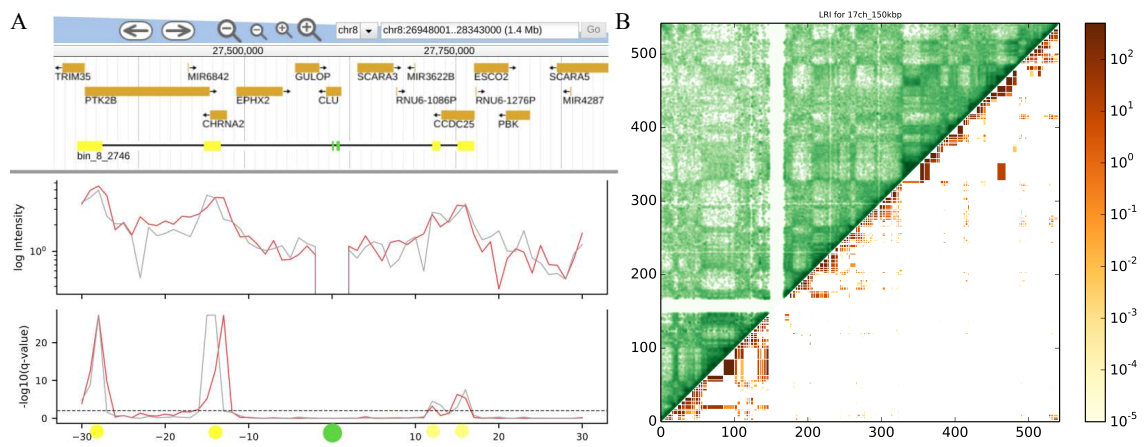 A
chr8
chr8:26948001..28343000 (1.4 Mb)
Go
27,500,000
27,750,000
TRIM35
MIR6842
GULOP
SCARA3
MIR3622B
ESCO2
SCARA5
PTK2B
EPHX2
CLU
RNU6-1086P
RNU6-1276P
MIR4287
CHRNA2
CCDC25
PBK
bin_8_2746
log Intensity
10⁰
-log10(q-value)
20
10
0
−30
−20
−10
0
10
20
30
B
LRI for 17ch_150kbp
500
400
300
200
100
0
0
100
200
300
400
500
10²
10¹
10⁰
10⁻¹
10⁻²
10⁻³
10⁻⁴
10⁻⁵